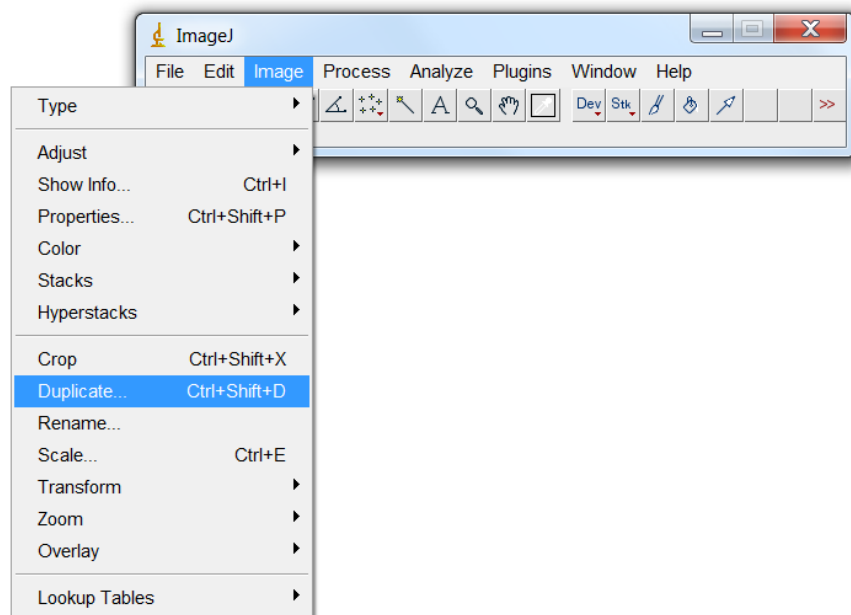 ImageJ
File Edit Image Process Analyze Plugins Window Help
A Dev Stk >>
Type
Adjust
Show Info... Ctrl+I
Properties... Ctrl+Shift+P
Color
Stacks
Hyperstacks
Crop Ctrl+Shift+X
Duplicate... Ctrl+Shift+D
Rename...
Scale... Ctrl+E
Transform
Zoom
Overlay
Lookup Tables